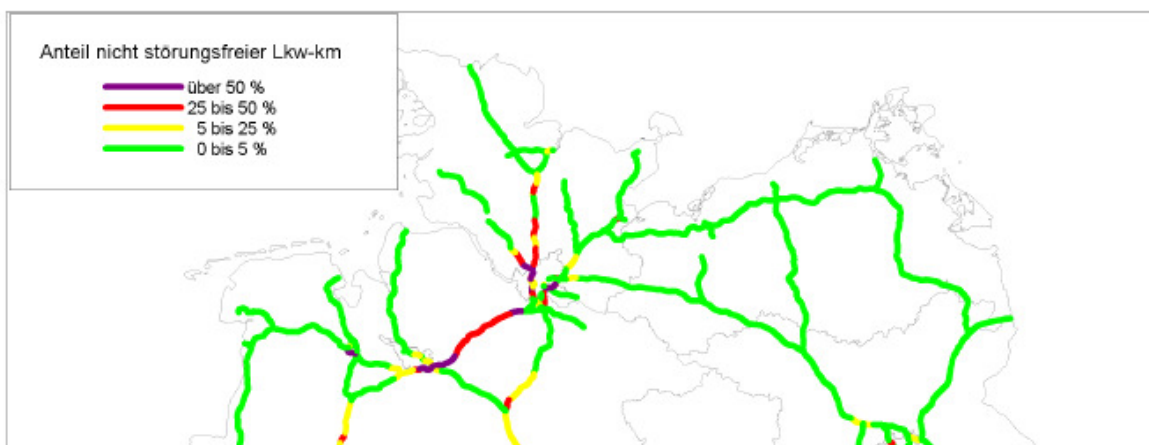 Anteil nicht störungsfreier Lkw-km
über 50 %
25 bis 50 %
5 bis 25 %
0 bis 5 %